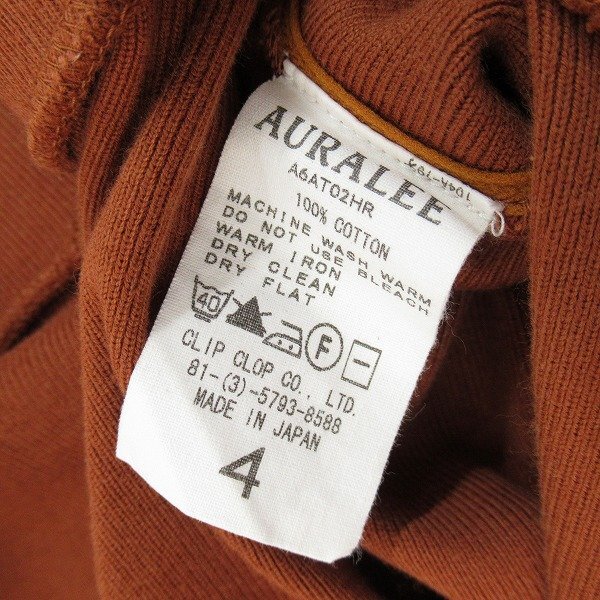 AURALEE
A6AT02HR
100% COTTON
MACHINE WASH WARM
DO NOT USE BLEACH
WARM IRON
DRY CLEAN
DRY FLAT
40 F
CLIP CLOP CO., LTD.
81-(3)-5793-8588
MADE IN JAPAN
4